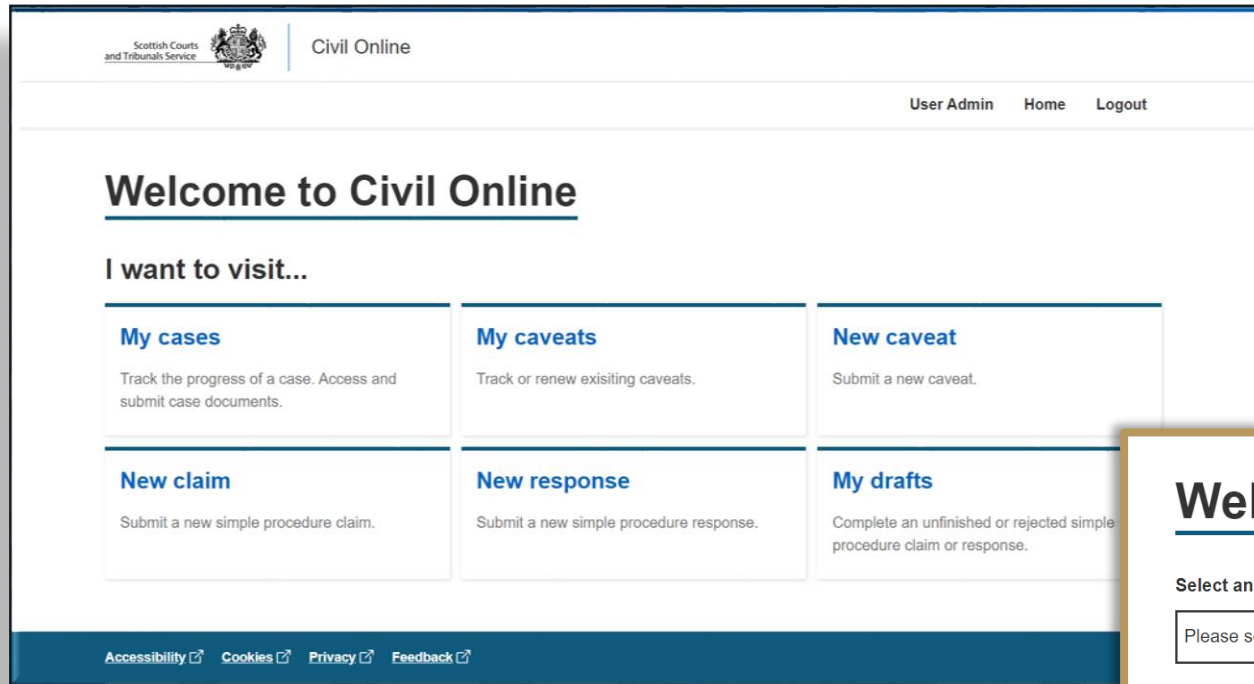 Scottish Courts
and Tribunals Service
Civil Online
User Admin Home Logout
Welcome to Civil Online
I want to visit...
My cases
Track the progress of a case. Access and
submit case documents.
My caveats
Track or renew exisiting caveats.
New caveat
Submit a new caveat.
New claim
Submit a new simple procedure claim.
New response
Submit a new simple procedure response.
My drafts
Complete an unfinished or rejected simple
procedure claim or response.
Accessibility Cookies Privacy Feedback
Select an
Please